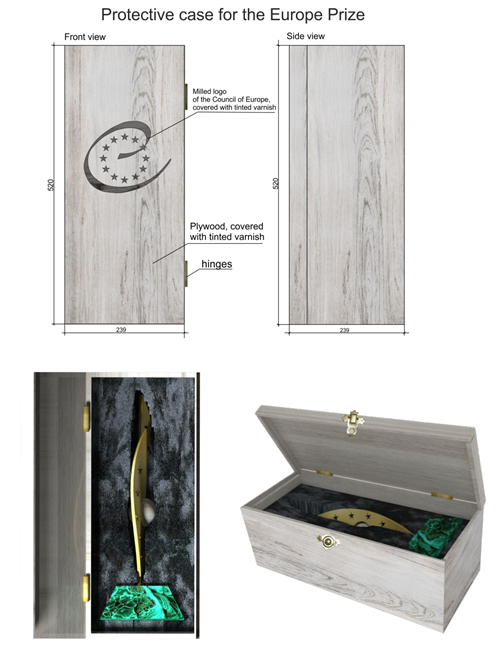 Protective case for the Europe Prize
Front view
Side view
Milled logo
of the Council of Europe,
covered with tinted varnish
520
520
Plywood, covered
with tinted varnish
hinges
239
239